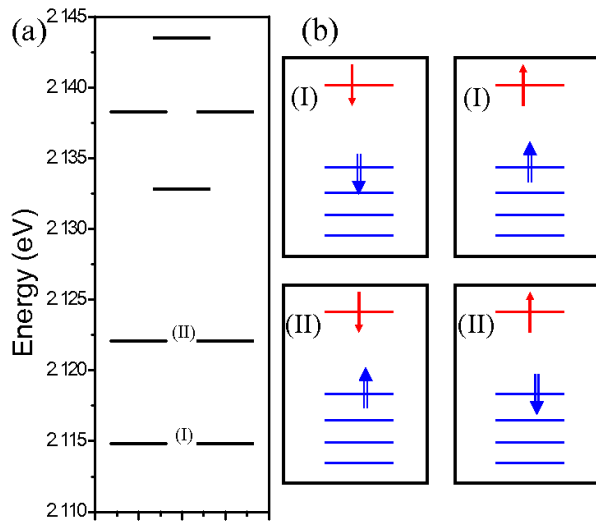 (a)
(b)
Energy (eV)
2.145
2.140
2.135
2.130
2.125
2.120
2.115
2.110
(II)
(I)
(I)
(I)
(II)
(II)